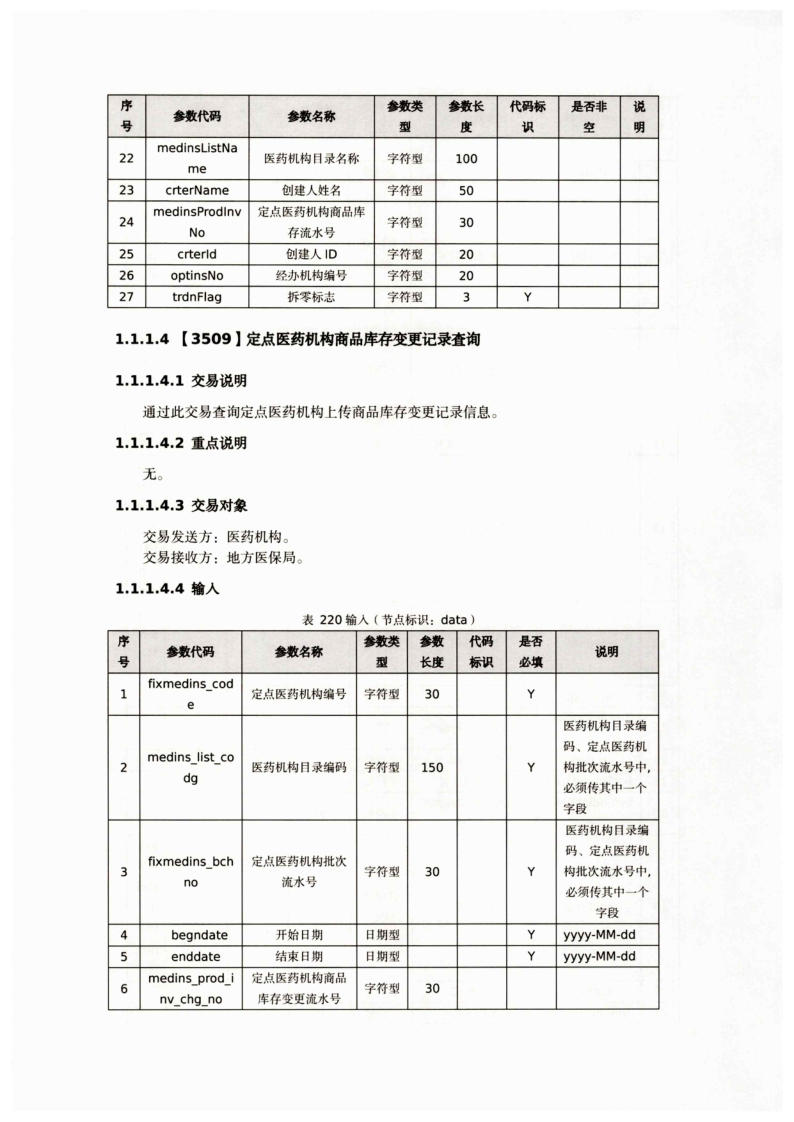 序号 参数代码 参数名称 参数类型 参数长度 代码标识 是否非空 说明
22 medinsListName 医药机构目录名称 字符型 100
23 crterName 创建人姓名 字符型 50
24 medinsProdInvNo 定点医药机构商品库存流水号 字符型 30
25 crterId 创建人 ID 字符型 20
26 optinsNo 经办机构编号 字符型 20
27 trdnFlag 拆零标志 字符型 3 Y
1.1.1.4 【3509】定点医药机构商品库存变更记录查询
1.1.1.4.1 交易说明
通过此交易查询定点医药机构上传商品库存变更记录信息。
1.1.1.4.2 重点说明
无。
1.1.1.4.3 交易对象
交易发送方：医药机构。
交易接收方：地方医保局。
1.1.1.4.4 输入
表 220 输入（节点标识：data）
序号 参数代码 参数名称 参数类型 参数长度 代码标识 是否必填 说明
1 fixmedins_code 定点医药机构编号 字符型 30 Y
2 medins_list_codg 医药机构目录编码 字符型 150 Y 医药机构目录编码、定点医药机构批次流水号中,必须传其中一个字段
3 fixmedins_bchno 定点医药机构批次流水号 字符型 30 Y 医药机构目录编码、定点医药机构批次流水号中,必须传其中一个字段
4 begndate 开始日期 日期型 Y yyyy-MM-dd
5 enddate 结束日期 日期型 Y yyyy-MM-dd
6 medins_prod_inv_chg_no 定点医药机构商品库存变更流水号 字符型 30